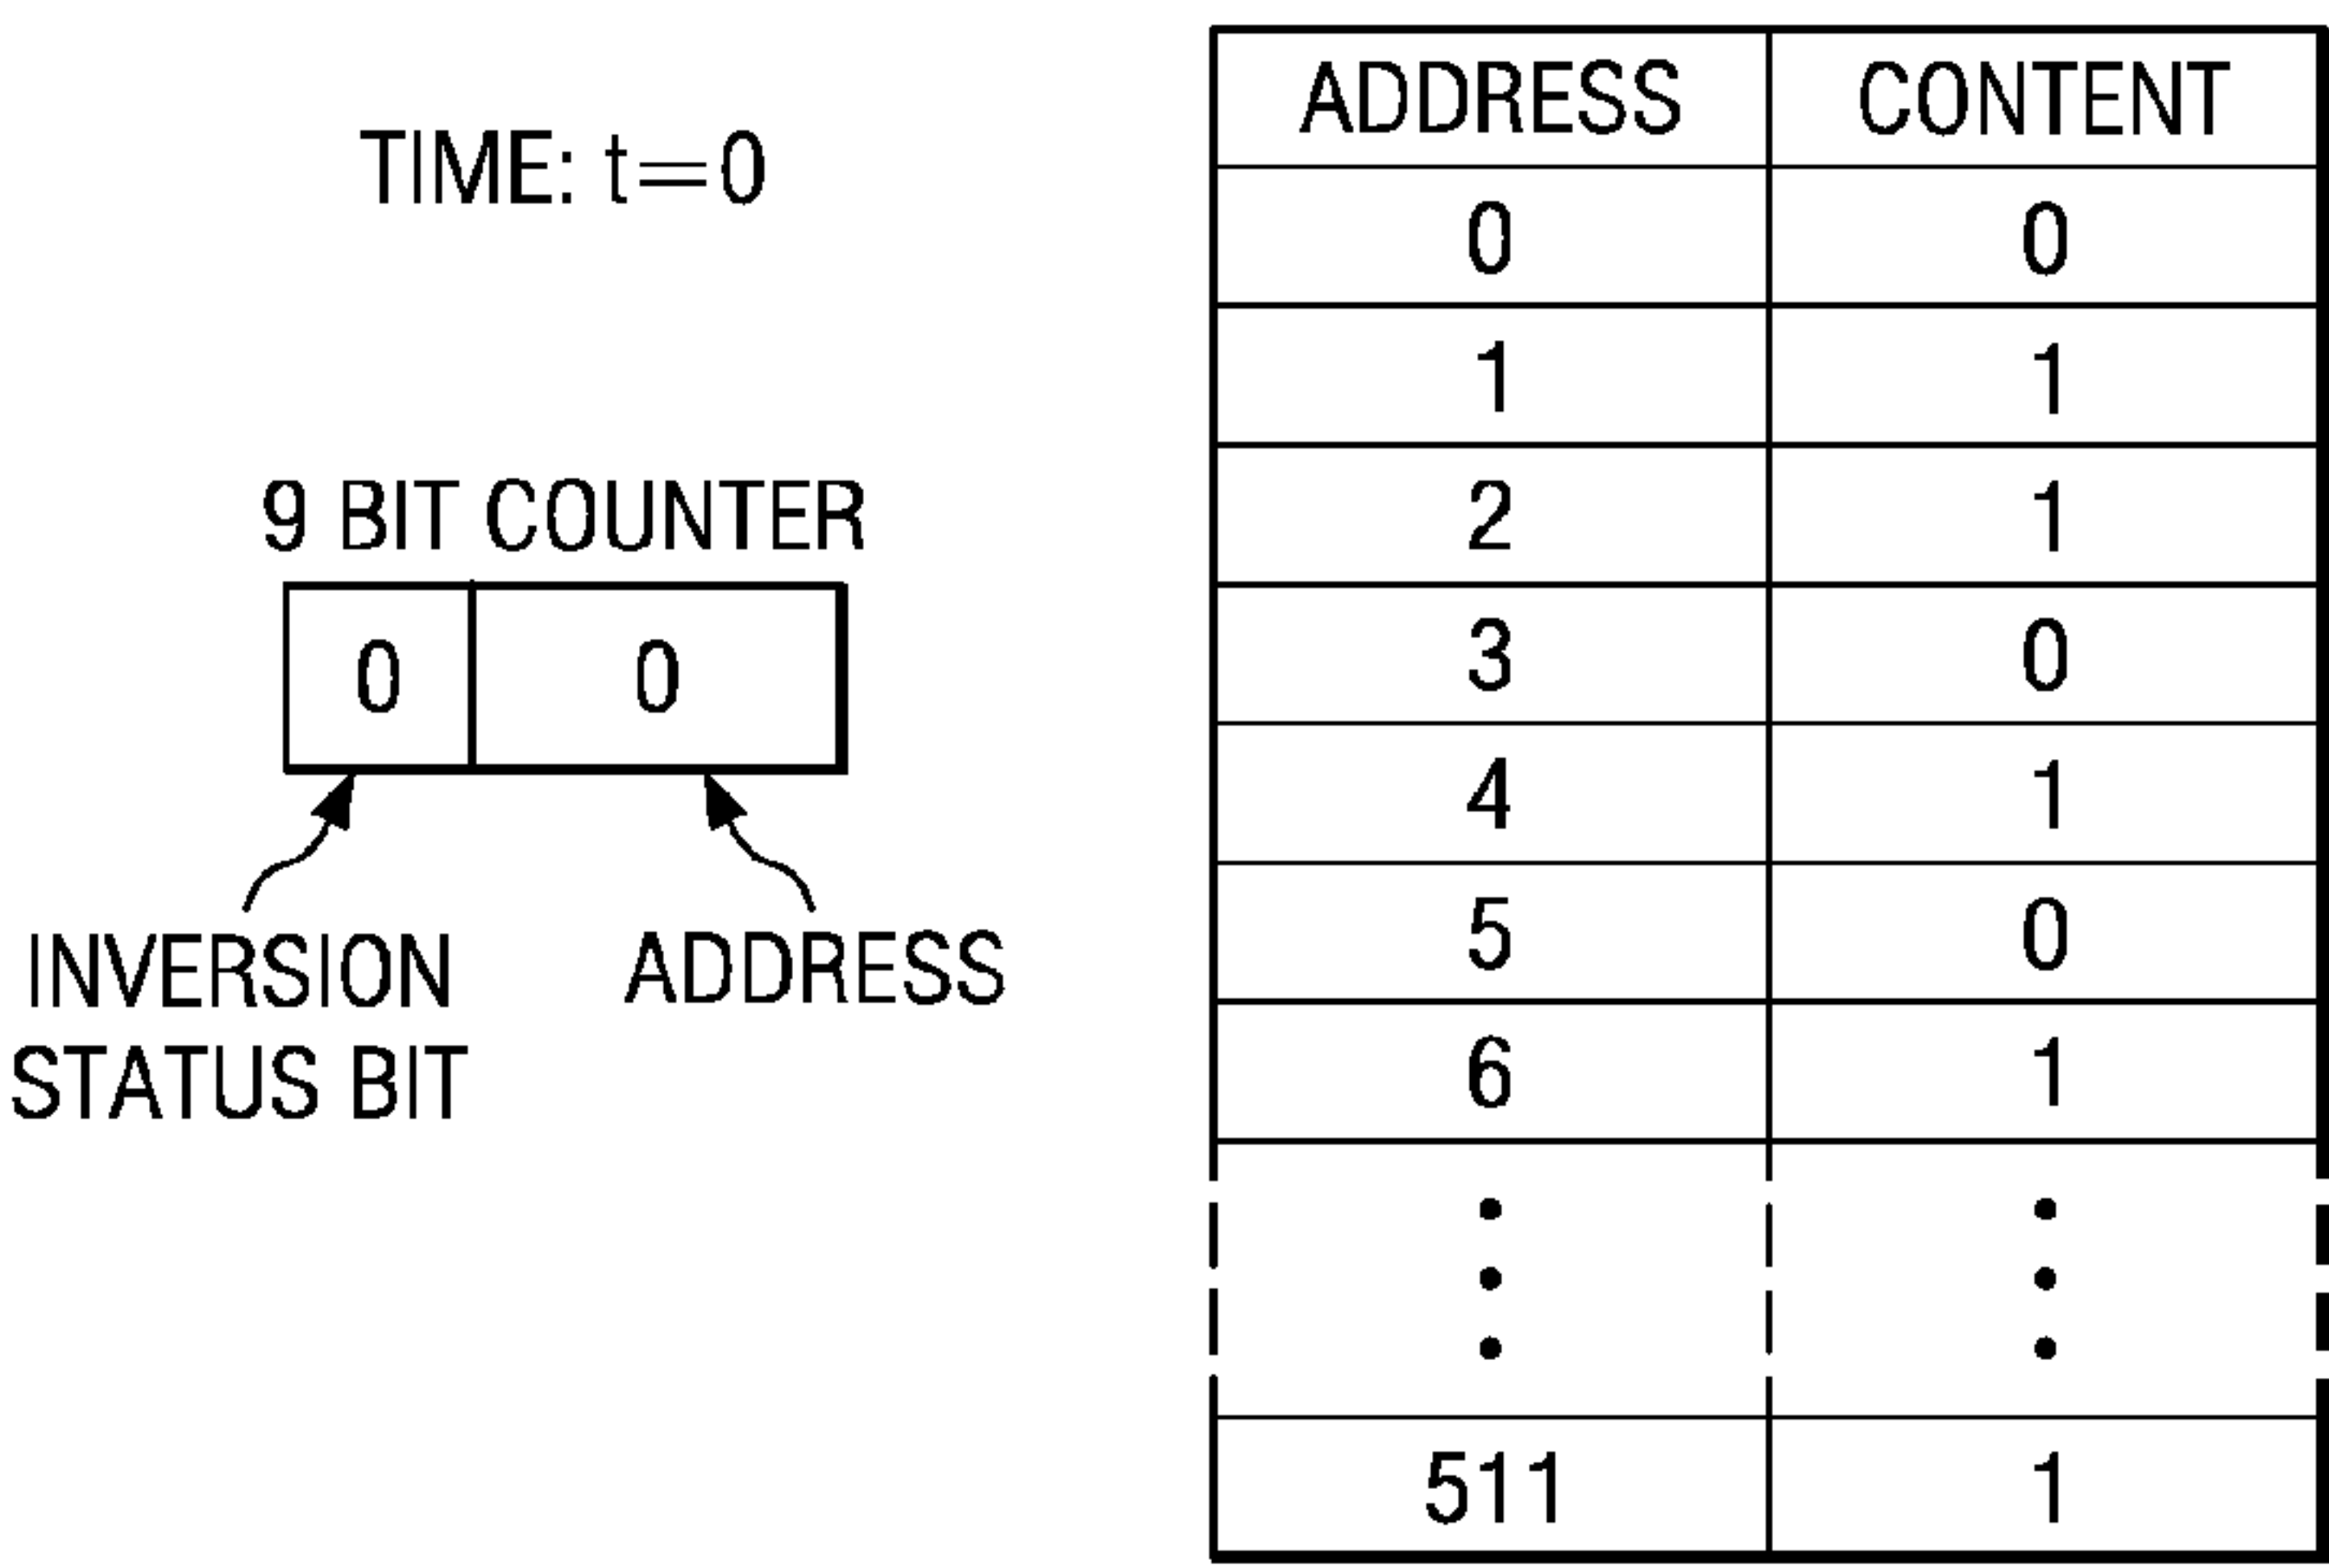 TIME: t=0
9 BIT COUNTER
0 0
INVERSION
STATUS BIT
ADDRESS
ADDRESS CONTENT
0 0
1 1
2 1
3 0
4 1
5 0
6 1
511 1